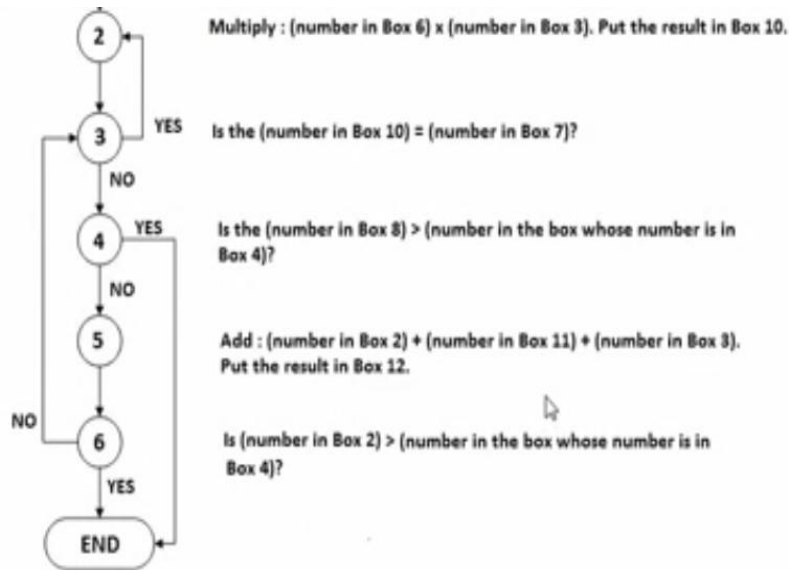 2
Multiply : (number in Box 6) x (number in Box 3). Put the result in Box 10.
YES
3
Is the (number in Box 10) = (number in Box 7)?
NO
4
YES
Is the (number in Box 8) > (number in the box whose number is in
Box 4)?
NO
5
Add : (number in Box 2) + (number in Box 11) + (number in Box 3).
Put the result in Box 12.
NO
6
Is (number in Box 2) > (number in the box whose number is in
Box 4)?
YES
END